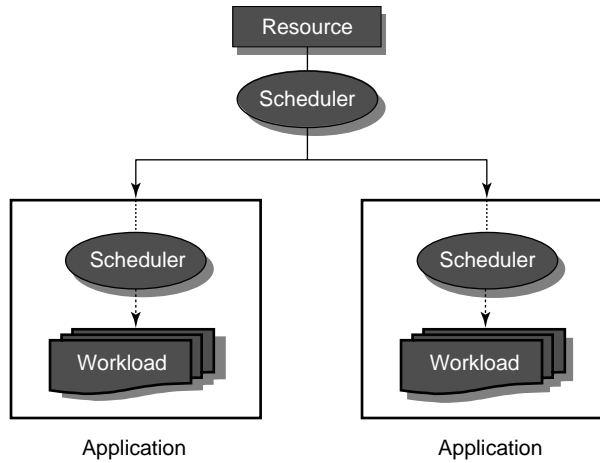 Resource
Scheduler
Scheduler
Scheduler
Workload
Workload
Application
Application